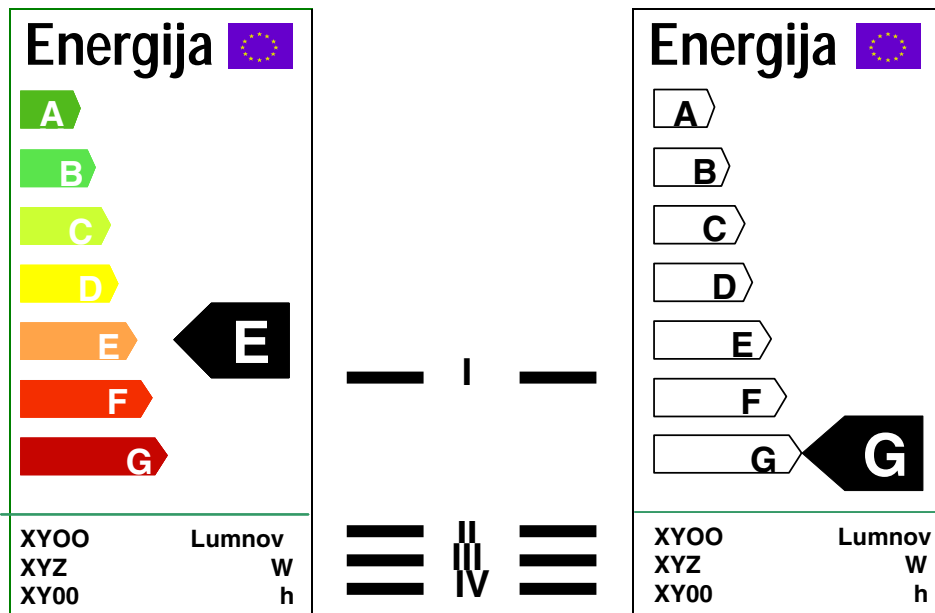 Energija
A
B
C
D
E
E
F
G
XYOO Lumnov
XYZ W
XY00 h
I
II
III
IV
Energija
A
B
C
D
E
F
G
G
XYOO Lumnov
XYZ W
XY00 h